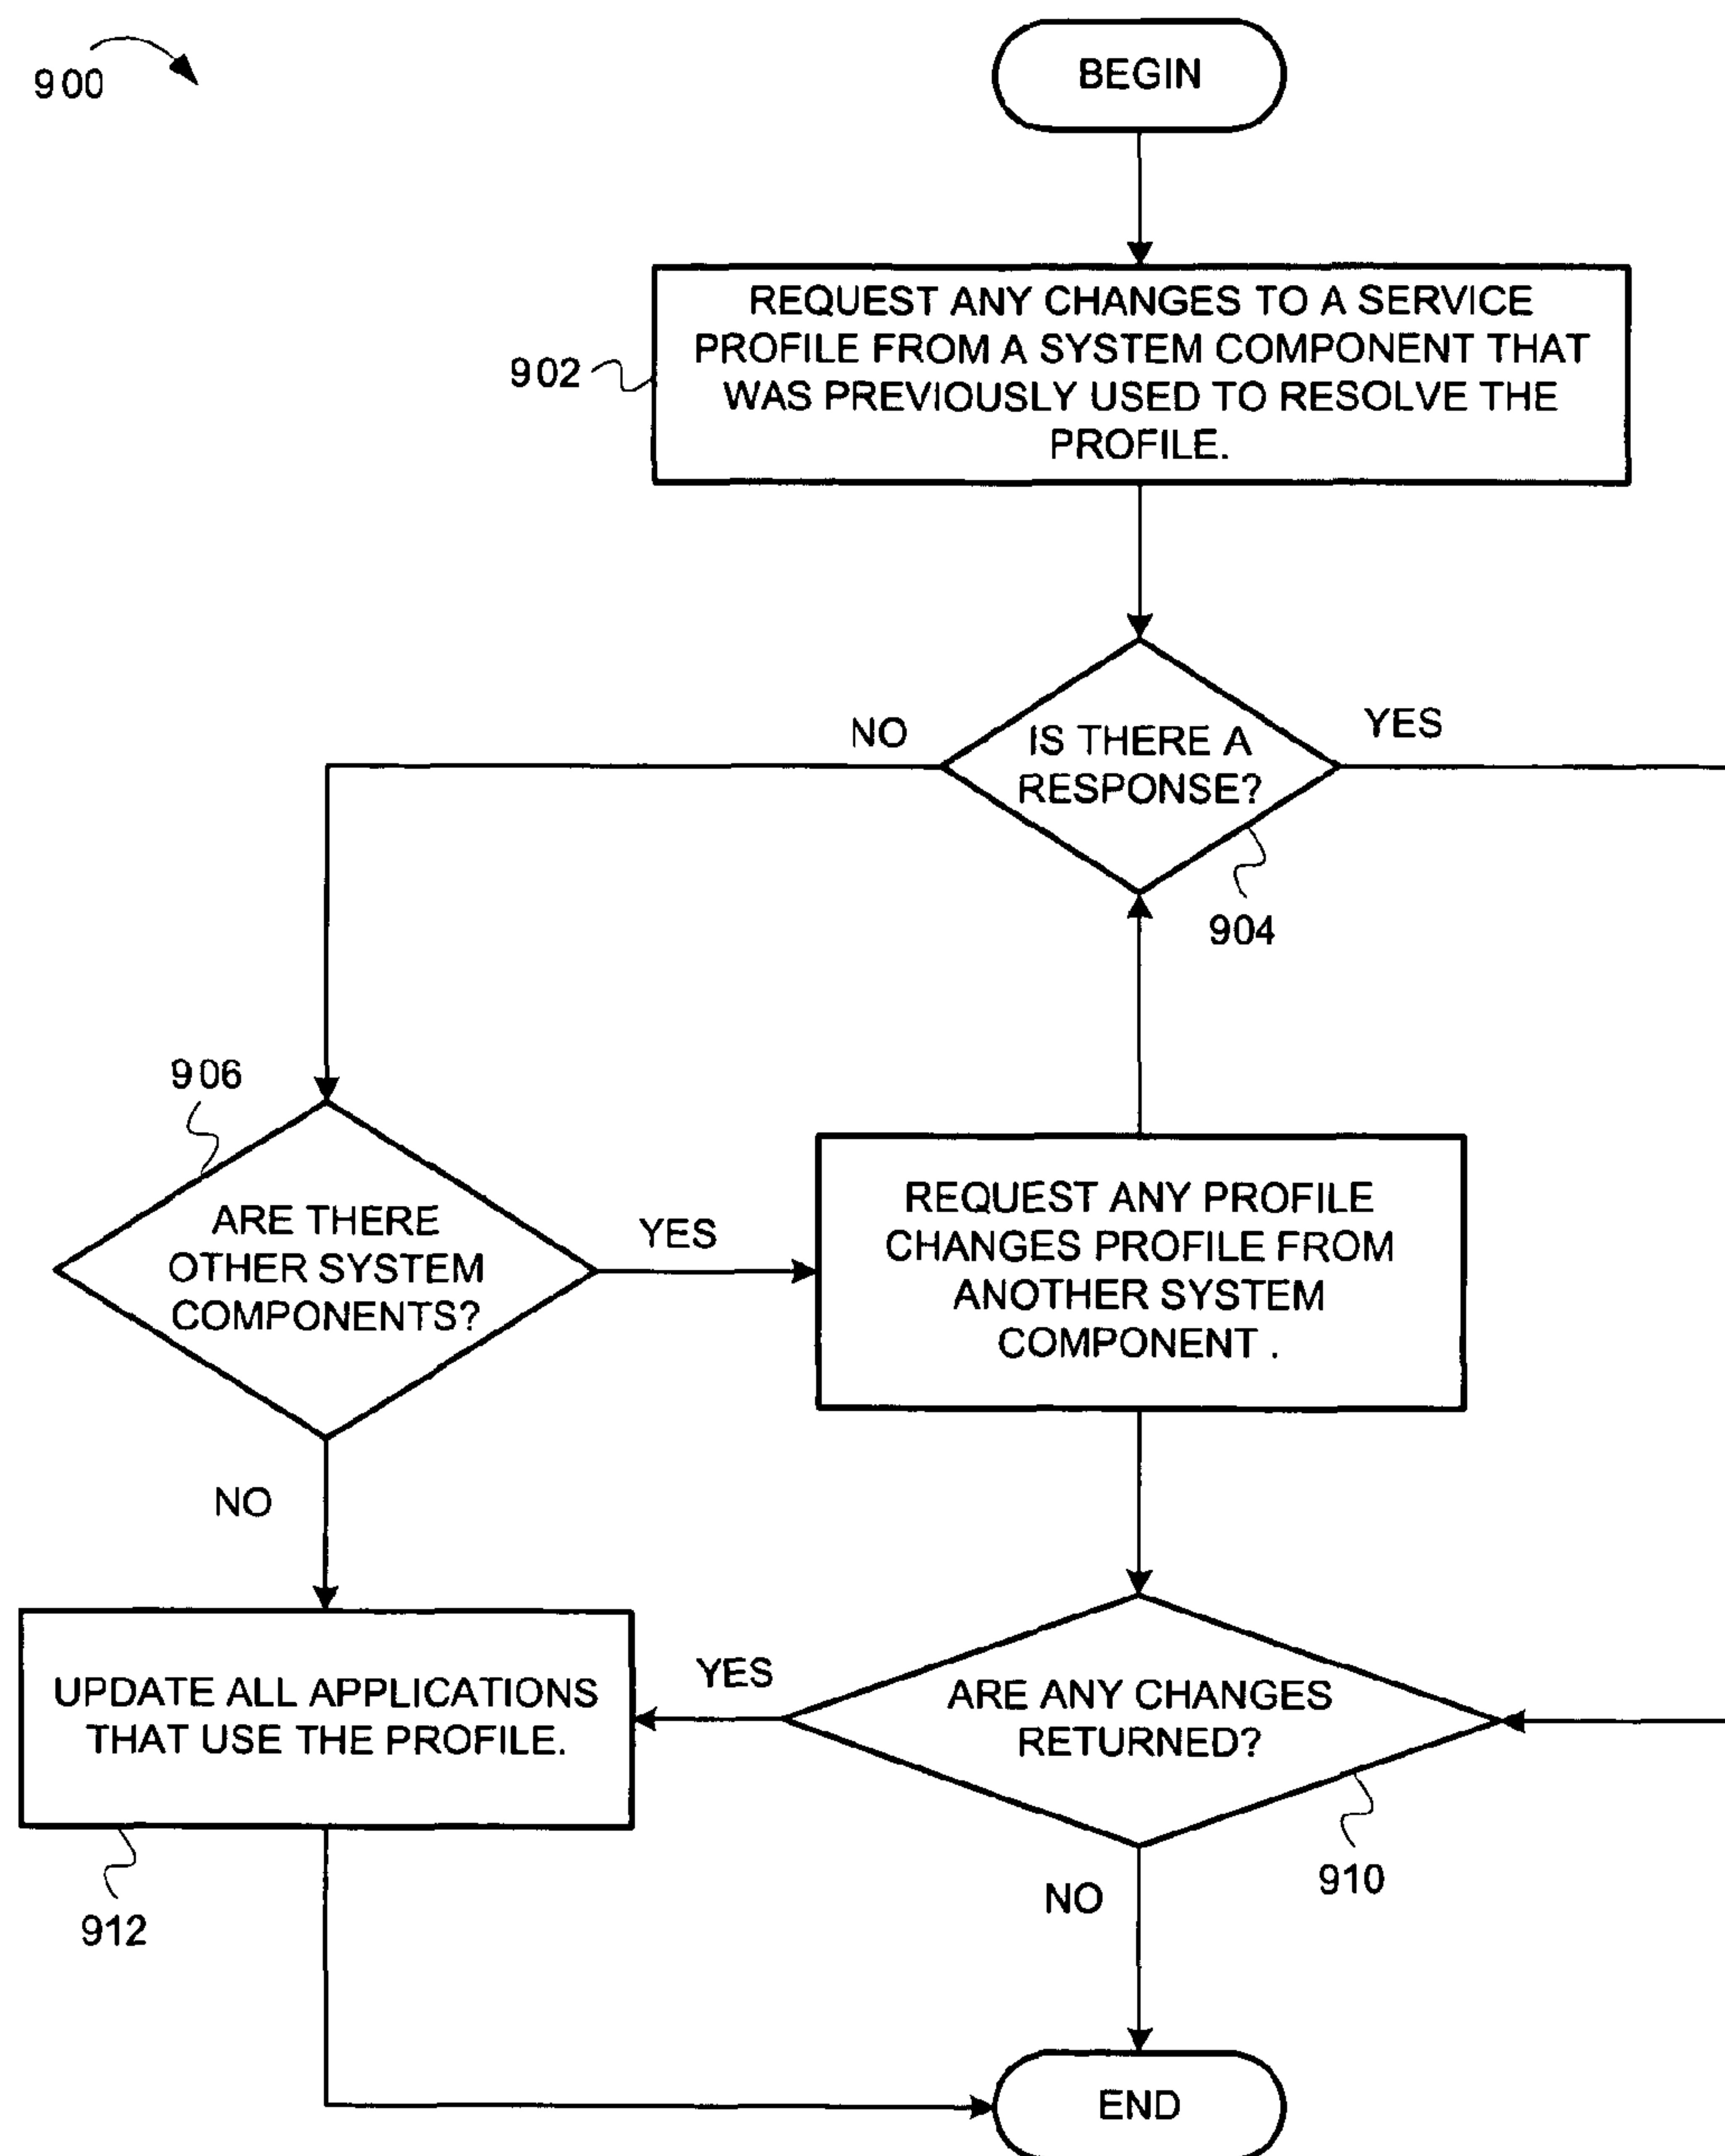 900
BEGIN
REQUEST ANY CHANGES TO A SERVICE
PROFILE FROM A SYSTEM COMPONENT THAT
WAS PREVIOUSLY USED TO RESOLVE THE
PROFILE.
902
NO
IS THERE A
RESPONSE?
YES
904
906
ARE THERE
OTHER SYSTEM
COMPONENTS?
YES
REQUEST ANY PROFILE
CHANGES PROFILE FROM
ANOTHER SYSTEM
COMPONENT .
NO
UPDATE ALL APPLICATIONS
THAT USE THE PROFILE.
YES
ARE ANY CHANGES
RETURNED?
912
NO
910
END